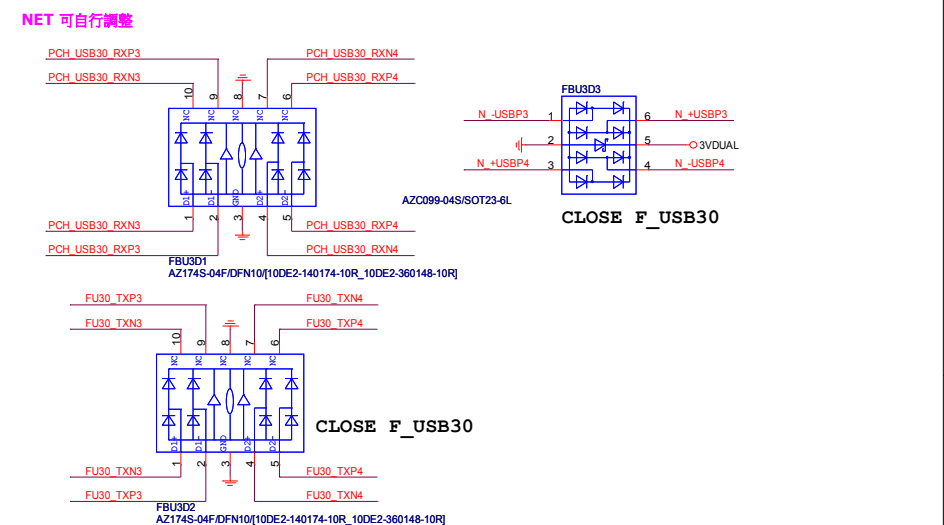 NET 可自行調整
PCH_USB30_RXP3
PCH_USB30_RXN4
PCH_USB30_RXN3
PCH_USB30_RXP4
10 9 8 7 6
NC NC NC NC
D1+ D1- GND D2+ D2-
1 2 3 4 5
PCH_USB30_RXN3
PCH_USB30_RXP4
PCH_USB30_RXP3
PCH_USB30_RXN4
FBU3D1
AZ174S-04F/DFN10/[10DE2-140174-10R_10DE2-360148-10R]
FBU3D3
N_-USBP3 1 6 N_+USBP3
2 5 3VDUAL
N_+USBP4 3 4 N_-USBP4
AZC099-04S/SOT23-6L
CLOSE F_USB30
FU30_TXP3
FU30_TXN4
FU30_TXN3
FU30_TXP4
10 9 8 7 6
NC NC NC NC
D1+ D1- GND D2+ D2-
1 2 3 4 5
CLOSE F_USB30
FU30_TXN3
FU30_TXP4
FU30_TXP3
FU30_TXN4
FBU3D2
AZ174S-04F/DFN10/[10DE2-140174-10R_10DE2-360148-10R]